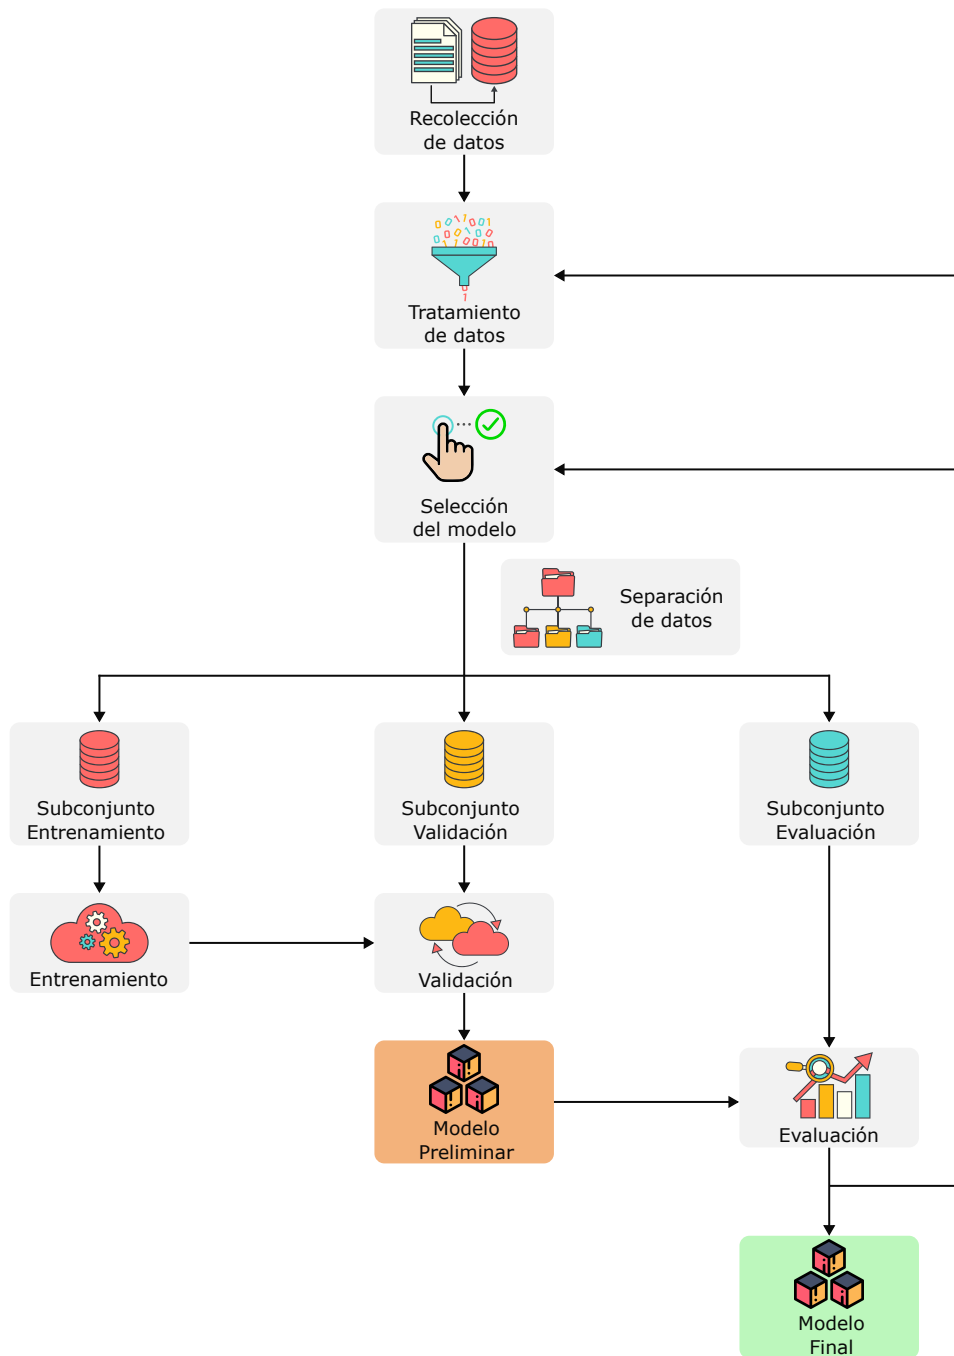 Recolección
de datos
Tratamiento
de datos
Selección
del modelo
Separación
de datos
Subconjunto
Entrenamiento
Subconjunto
Validación
Subconjunto
Evaluación
Entrenamiento
Validación
Modelo
Preliminar
Evaluación
Modelo
Final